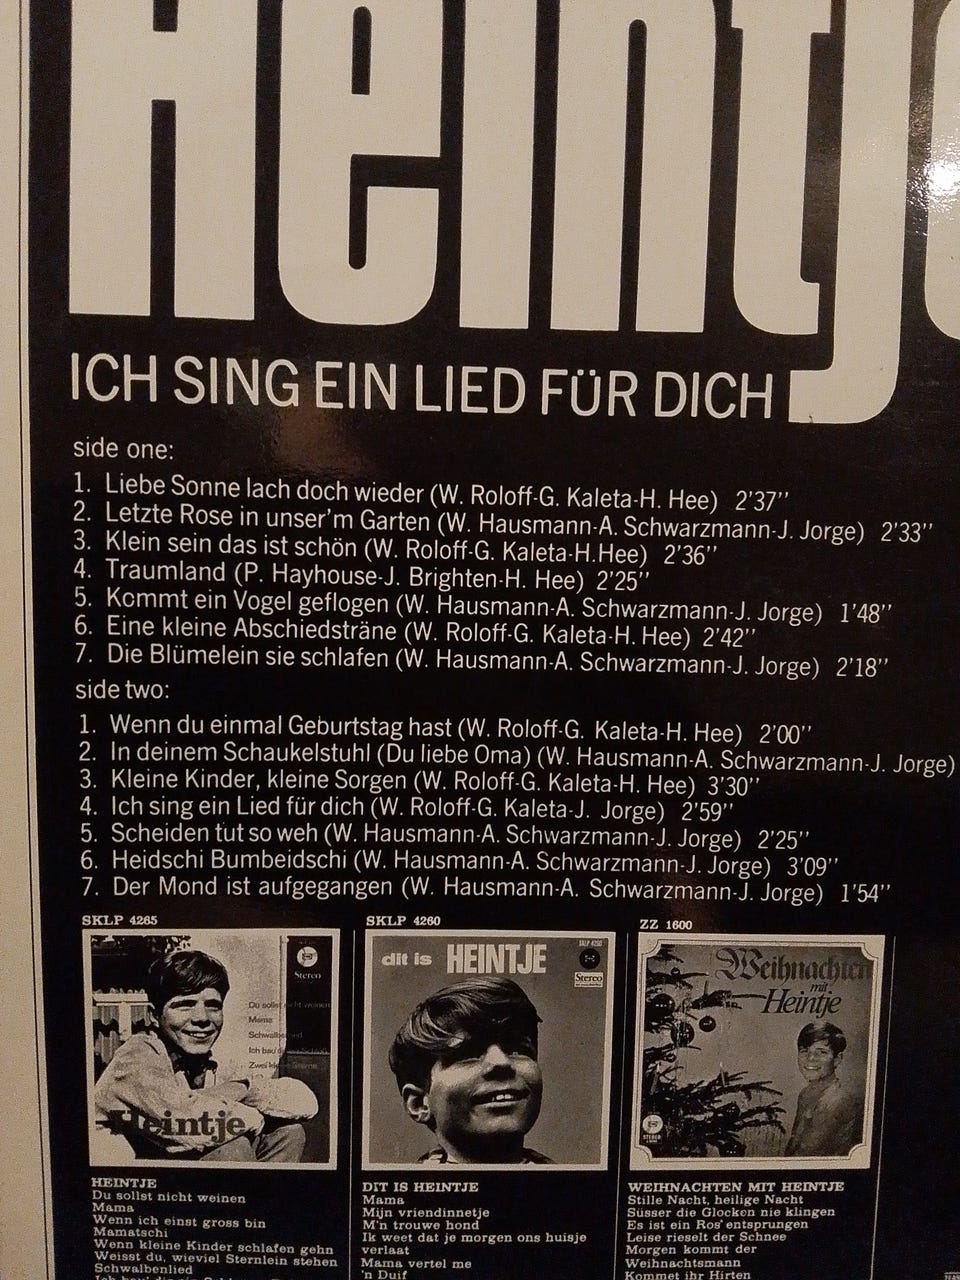 Heintje
ICH SING EIN LIED FÜR DICH
side one:
1. Liebe Sonne lach doch wieder (W. Roloff-G. Kaleta-H. Hee) 2'37''
2. Letzte Rose in unser'm Garten (W. Hausmann-A. Schwarzmann-J. Jorge) 2'33''
3. Klein sein das ist schön (W. Roloff-G. Kaleta-H.Hee) 2'36''
4. Traumland (P. Hayhouse-J. Brighten-H. Hee) 2'25''
5. Kommt ein Vogel geflogen (W. Hausmann-A. Schwarzmann-J. Jorge) 1'48''
6. Eine kleine Abschiedsträne (W. Roloff-G. Kaleta-H. Hee) 2'42''
7. Die Blümelein sie schlafen (W. Hausmann-A. Schwarzmann-J. Jorge) 2'18''
side two:
1. Wenn du einmal Geburtstag hast (W. Roloff-G. Kaleta-H. Hee) 2'00''
2. In deinem Schaukelstuhl (Du liebe Oma) (W. Hausmann-A. Schwarzmann-J. Jorge)
3. Kleine Kinder, kleine Sorgen (W. Roloff-G. Kaleta-H. Hee) 3'30''
4. Ich sing ein Lied für dich (W. Roloff-G. Kaleta-J. Jorge) 2'59''
5. Scheiden tut so weh (W. Hausmann-A. Schwarzmann-J. Jorge) 2'25''
6. Heidschi Bumbeidschi (W. Hausmann-A. Schwarzmann-J. Jorge) 3'09''
7. Der Mond ist aufgegangen (W. Hausmann-A. Schwarzmann-J. Jorge) 1'54''
SKLP 4265
Stereo
Du sollst nicht weinen
Mama
Schwalbenlied
Ich bau'
Heintje
HEINTJE
Du sollst nicht weinen
Mama
Wenn ich einst gross bin
Mamatschi
Wenn kleine Kinder schlafen gehn
Weisst du, wieviel Sternlein stehen
Schwalbenlied
SKLP 4260
dit is HEINTJE
Stereo
DIT IS HEINTJE
Mama
Mijn vriendinnetje
M'n trouwe hond
Ik weet dat je morgen ons huisje
verlaat
Mama vertel me
'n Duif
ZZ 1600
Weihnachten
mit
Heintje
STEREO
WEIHNACHTEN MIT HEINTJE
Stille Nacht, heilige Nacht
Süsser die Glocken nie klingen
Es ist ein Ros' entsprungen
Leise rieselt der Schnee
Morgen kommt der
Weihnachtsmann
Kommet ihr Hirten